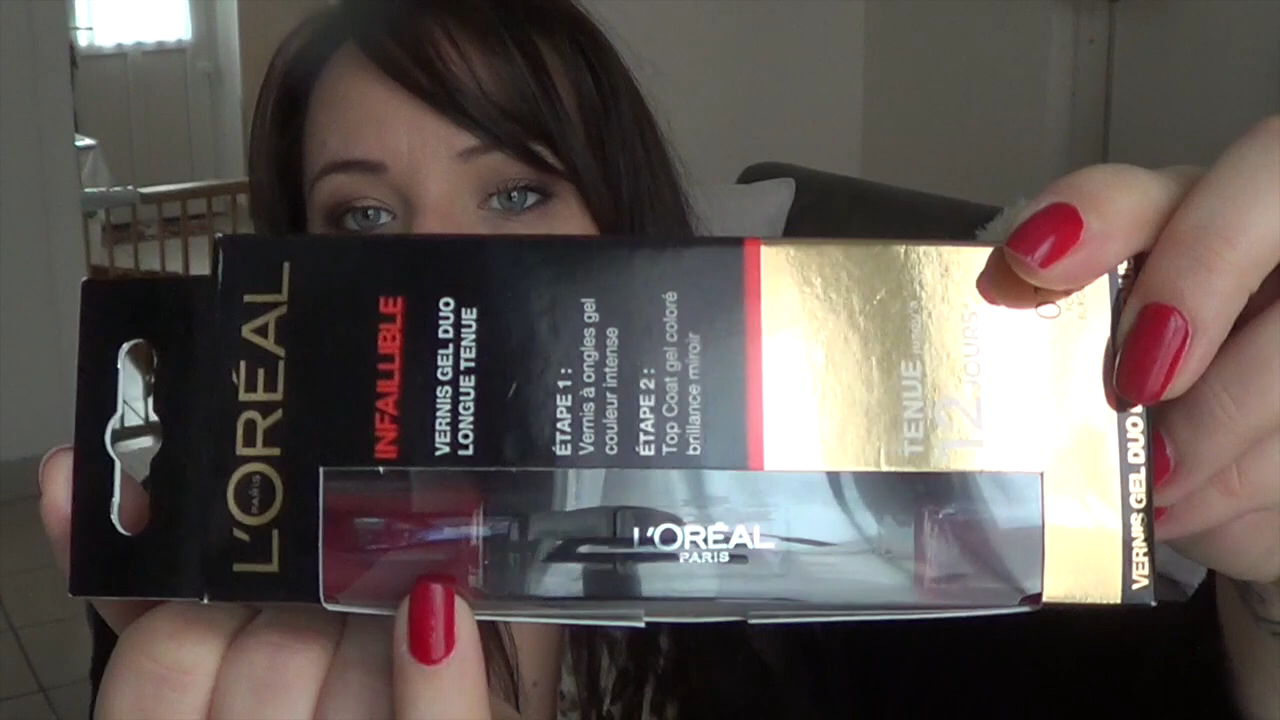 L'ORÉAL
PARIS
INFAILLIBLE
VERNIS GEL DUO
LONGUE TENUE
ÉTAPE 1 :
Vernis à ongles gel
couleur intense
ÉTAPE 2 :
Top Coat gel coloré
brillance miroir
TENUE JUSQU'À
12 JOURS*
L'ORÉAL
PARIS
VERNIS GEL DUO